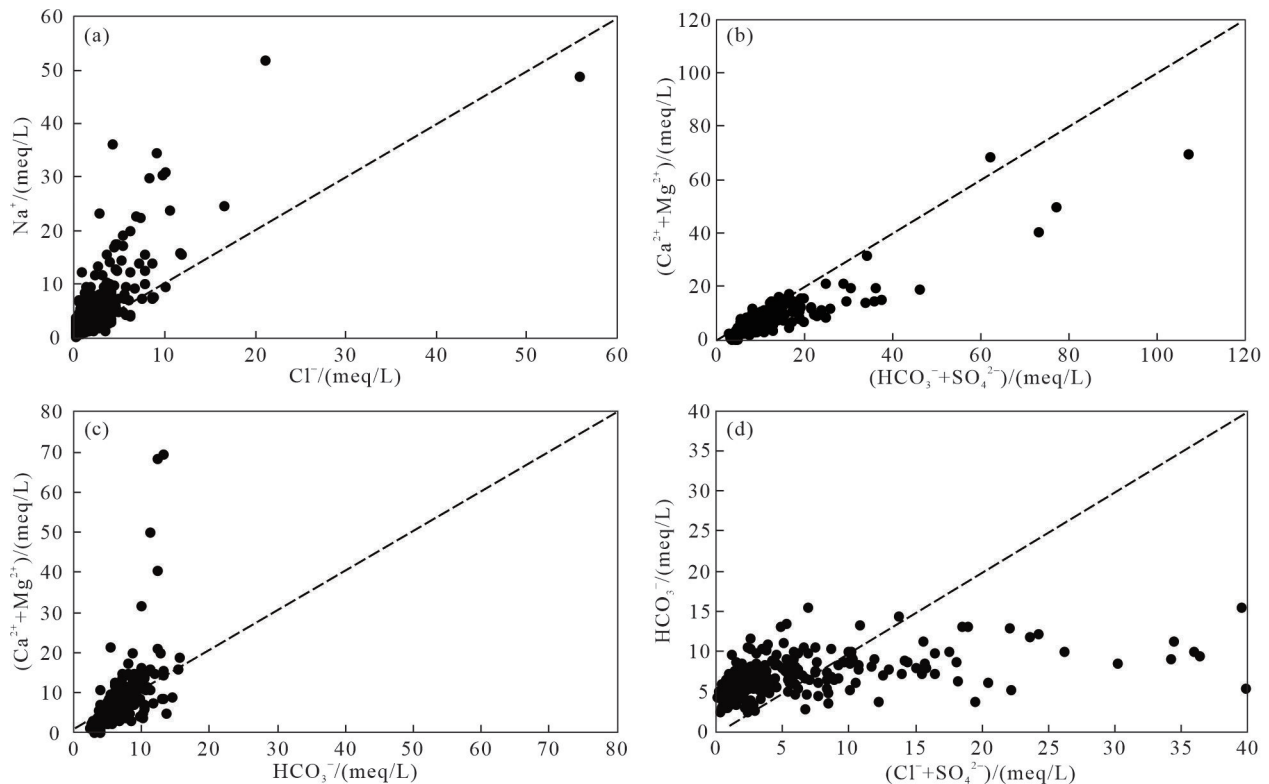 (a)
60
50
40
30
20
10
0
Na⁺/(meq/L)
0 10 20 30 40 50 60
Cl⁻/(meq/L)
(b)
120
100
80
60
40
20
0
(Ca²⁺+Mg²⁺)/(meq/L)
0 20 40 60 80 100 120
(HCO₃⁻+SO₄²⁻)/(meq/L)
(c)
80
70
60
50
40
30
20
10
0
(Ca²⁺+Mg²⁺)/(meq/L)
0 10 20 30 40 50 60 70 80
HCO₃⁻/(meq/L)
(d)
40
35
30
25
20
15
10
5
0
HCO₃⁻/(meq/L)
0 5 10 15 20 25 30 35 40
(Cl⁻+SO₄²⁻)/(meq/L)